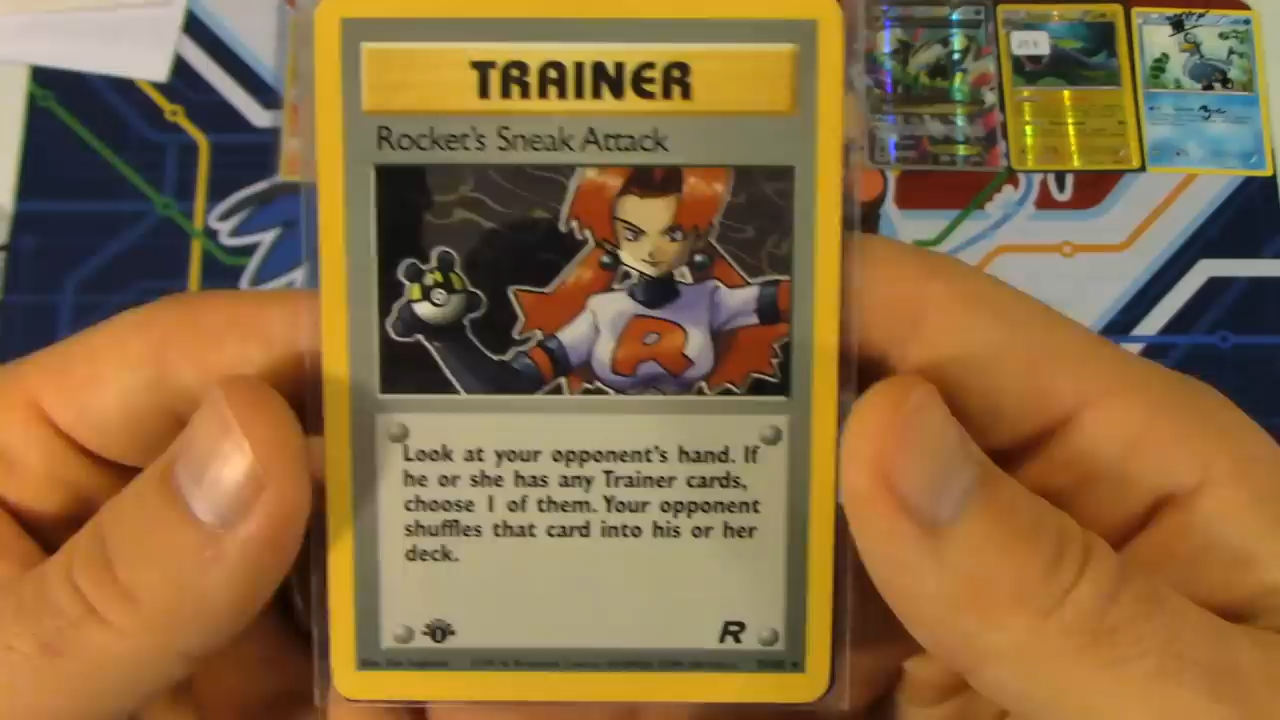 TRAINER
Rocket's Sneak Attack
R
Look at your opponent's hand. If
he or she has any Trainer cards,
choose 1 of them. Your opponent
shuffles that card into his or her
deck.
1
R